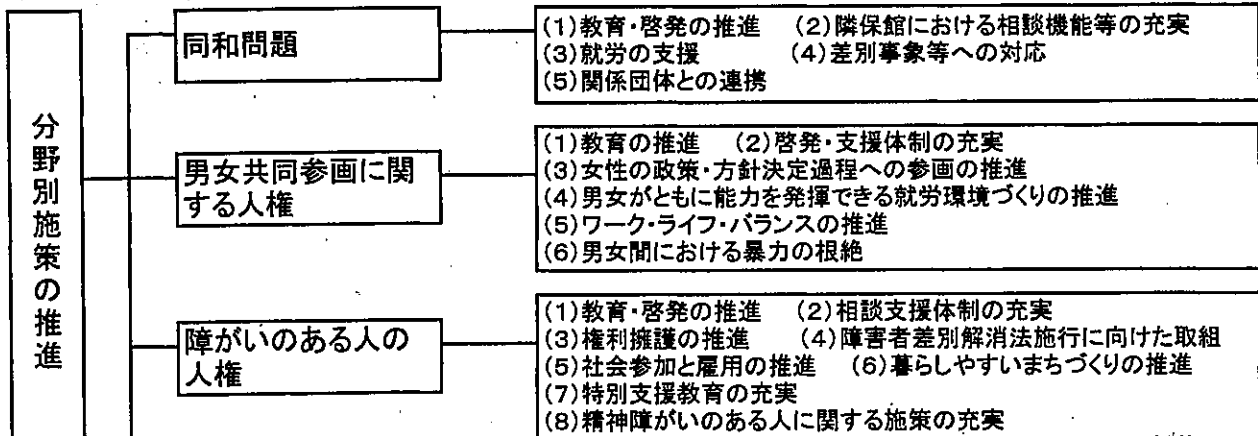 分野別施策の推進
同和問題
(1)教育・啓発の推進 (2)隣保館における相談機能等の充実
(3)就労の支援 (4)差別事象等への対応
(5)関係団体との連携
男女共同参画に関
する人権
(1)教育の推進 (2)啓発・支援体制の充実
(3)女性の政策・方針決定過程への参画の推進
(4)男女がともに能力を発揮できる就労環境づくりの推進
(5)ワーク・ライフ・バランスの推進
(6)男女間における暴力の根絶
障がいのある人の
人権
(1)教育・啓発の推進 (2)相談支援体制の充実
(3)権利擁護の推進 (4)障害者差別解消法施行に向けた取組
(5)社会参加と雇用の推進 (6)暮らしやすいまちづくりの推進
(7)特別支援教育の充実
(8)精神障がいのある人に関する施策の充実